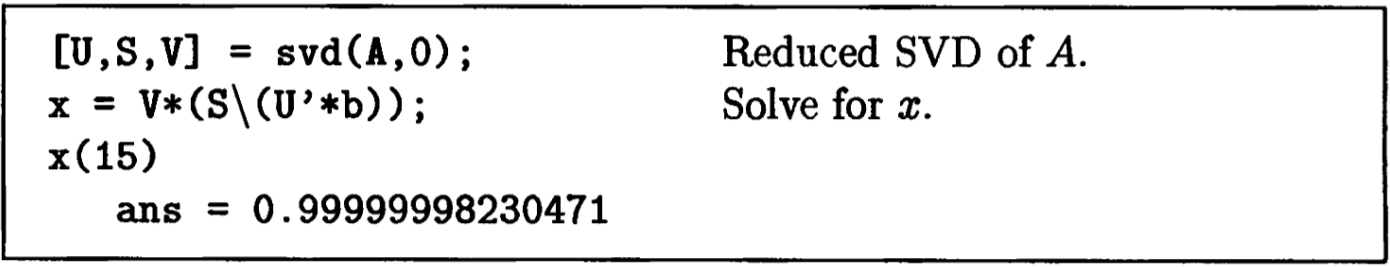 [U,S,V] = svd(A,0); Reduced SVD of A.
x = V*(S\(U'*b)); Solve for x.
x(15)
ans = 0.99999998230471